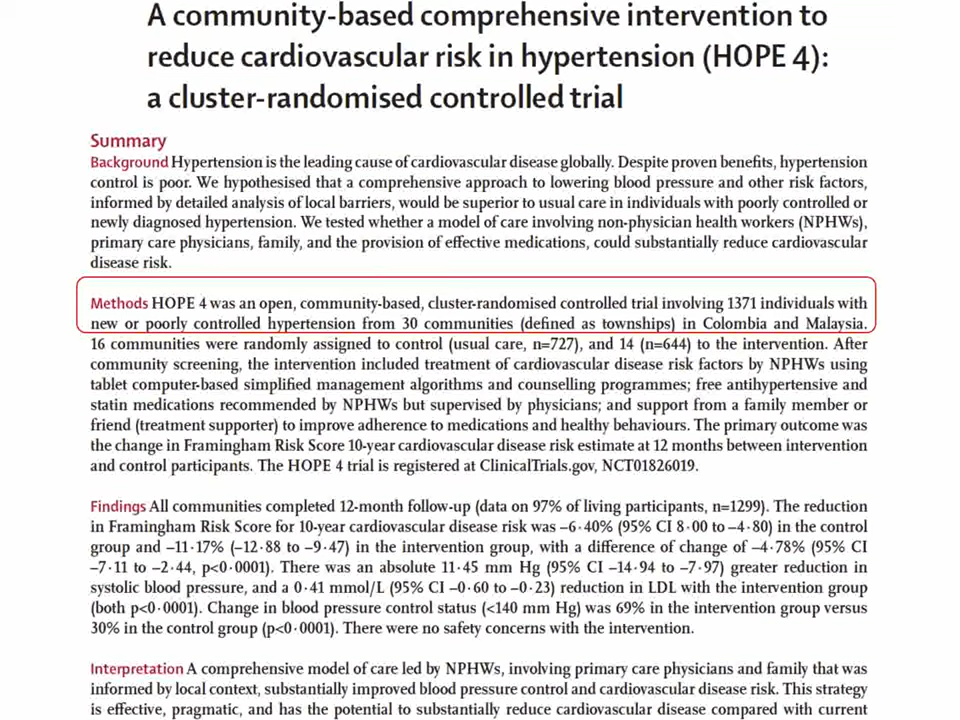 A community-based comprehensive intervention to
reduce cardiovascular risk in hypertension (HOPE 4):
a cluster-randomised controlled trial
Summary
Background Hypertension is the leading cause of cardiovascular disease globally. Despite proven benefits, hypertension
control is poor. We hypothesised that a comprehensive approach to lowering blood pressure and other risk factors,
informed by detailed analysis of local barriers, would be superior to usual care in individuals with poorly controlled or
newly diagnosed hypertension. We tested whether a model of care involving non-physician health workers (NPHWs),
primary care physicians, family, and the provision of effective medications, could substantially reduce cardiovascular
disease risk.
Methods HOPE 4 was an open, community-based, cluster-randomised controlled trial involving 1371 individuals with
new or poorly controlled hypertension from 30 communities (defined as townships) in Colombia and Malaysia.
16 communities were randomly assigned to control (usual care, n=727), and 14 (n=644) to the intervention. After
community screening, the intervention included treatment of cardiovascular disease risk factors by NPHWs using
tablet computer-based simplified management algorithms and counselling programmes; free antihypertensive and
statin medications recommended by NPHWs but supervised by physicians; and support from a family member or
friend (treatment supporter) to improve adherence to medications and healthy behaviours. The primary outcome was
the change in Framingham Risk Score 10-year cardiovascular disease risk estimate at 12 months between intervention
and control participants. The HOPE 4 trial is registered at ClinicalTrials.gov, NCT01826019.
Findings All communities completed 12-month follow-up (data on 97% of living participants, n=1299). The reduction
in Framingham Risk Score for 10-year cardiovascular disease risk was –6·40% (95% CI 8·00 to –4·80) in the control
group and –11·17% (–12·88 to –9·47) in the intervention group, with a difference of change of –4·78% (95% CI
–7·11 to –2·44, p<0·0001). There was an absolute 11·45 mm Hg (95% CI –14·94 to –7·97) greater reduction in
systolic blood pressure, and a 0·41 mmol/L (95% CI –0·60 to –0·23) reduction in LDL with the intervention group
(both p<0·0001). Change in blood pressure control status (<140 mm Hg) was 69% in the intervention group versus
30% in the control group (p<0·0001). There were no safety concerns with the intervention.
Interpretation A comprehensive model of care led by NPHWs, involving primary care physicians and family that was
informed by local context, substantially improved blood pressure control and cardiovascular disease risk. This strategy
is effective, pragmatic, and has the potential to substantially reduce cardiovascular disease compared with current